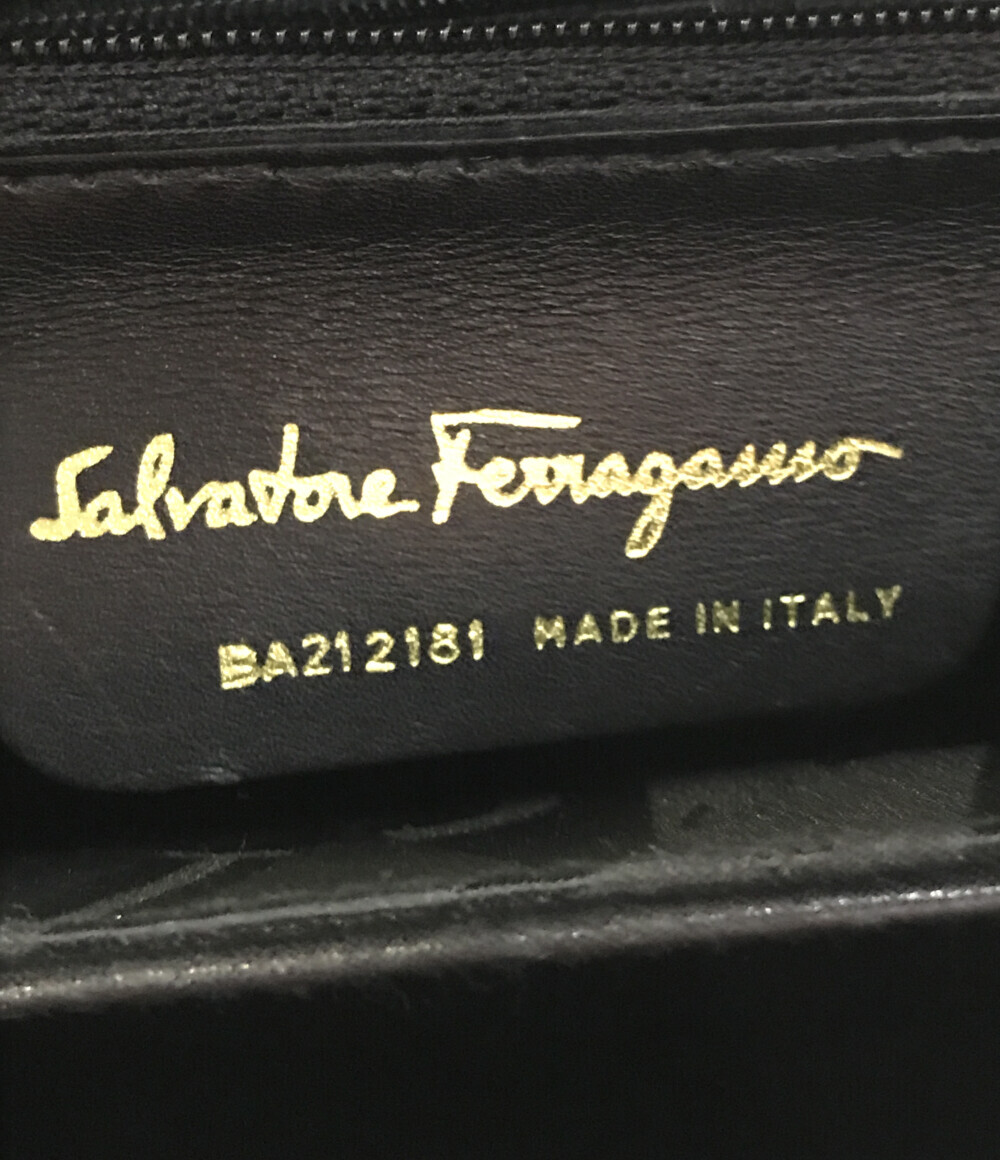 Salvatore Ferragamo
BA212181 MADE IN ITALY